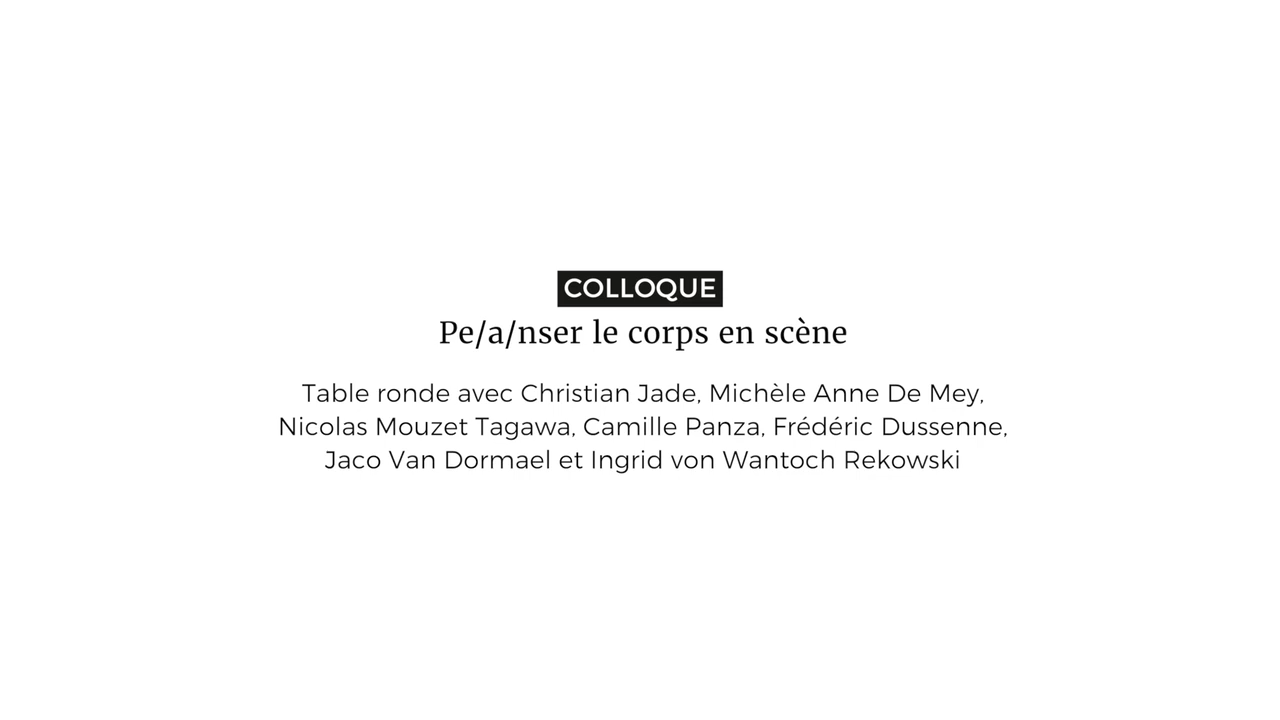 COLLOQUE
Pe/a/nser le corps en scène
Table ronde avec Christian Jade, Michèle Anne De Mey,
Nicolas Mouzet Tagawa, Camille Panza, Frédéric Dussenne,
Jaco Van Dormael et Ingrid von Wantoch Rekowski